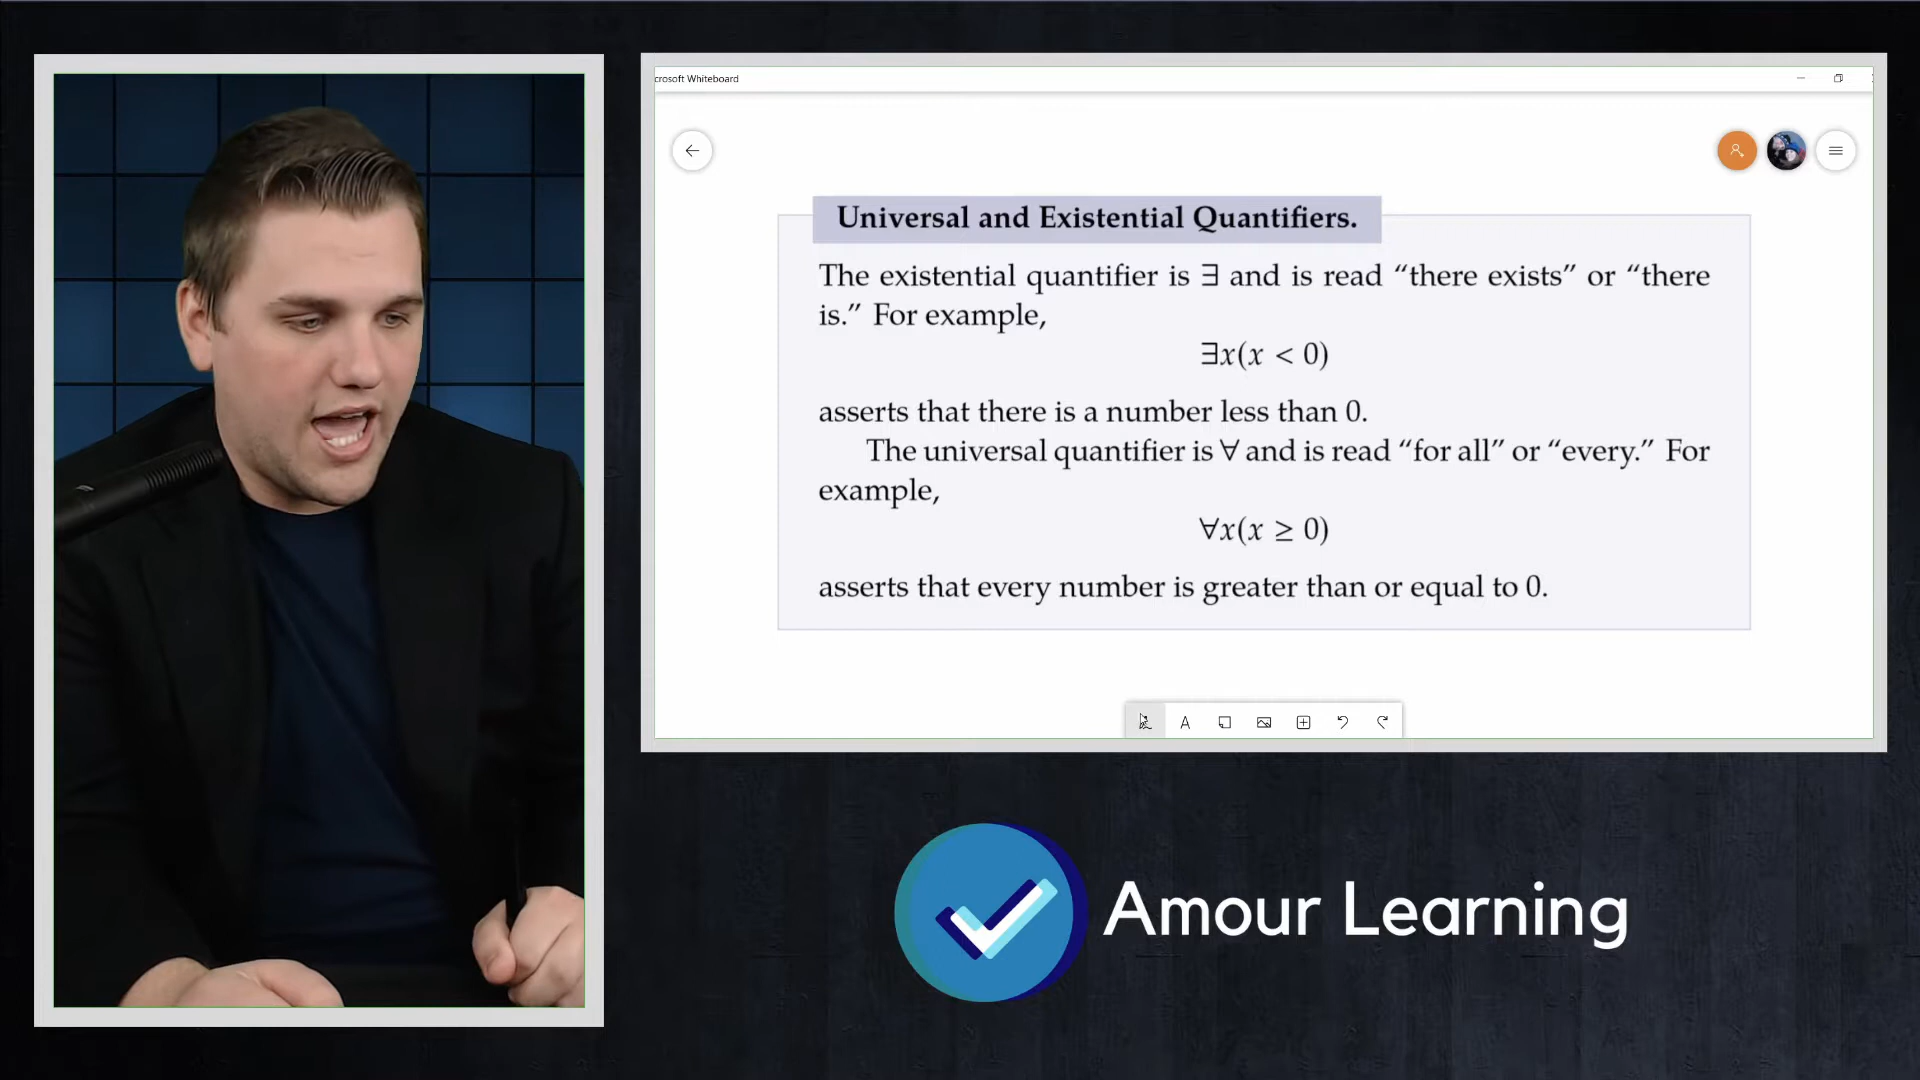 crosoft Whiteboard
Universal and Existential Quantifiers.
The existential quantifier is ∃ and is read “there exists” or “there
is.” For example,
∃x(x < 0)
asserts that there is a number less than 0.
The universal quantifier is ∀ and is read “for all” or “every.” For
example,
∀x(x ≥ 0)
asserts that every number is greater than or equal to 0.
Amour Learning